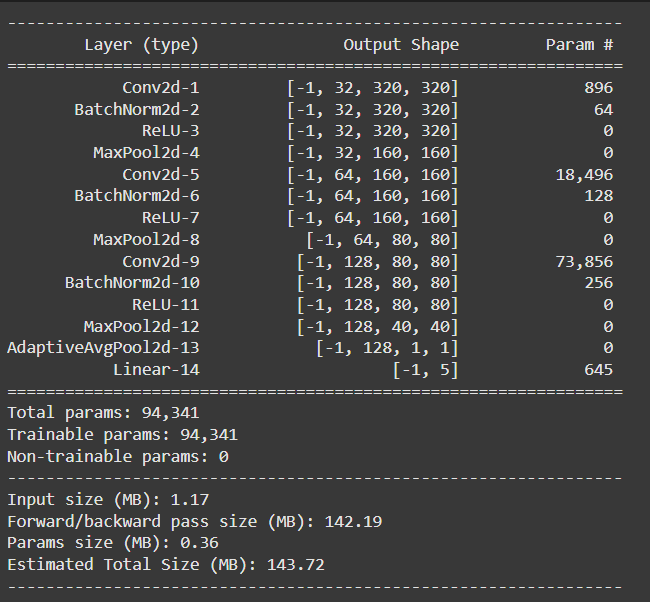 ----------------------------------------------------------------
        Layer (type)               Output Shape         Param #
================================================================
            Conv2d-1         [-1, 32, 320, 320]             896
       BatchNorm2d-2         [-1, 32, 320, 320]              64
              ReLU-3         [-1, 32, 320, 320]               0
         MaxPool2d-4         [-1, 32, 160, 160]               0
            Conv2d-5         [-1, 64, 160, 160]          18,496
       BatchNorm2d-6         [-1, 64, 160, 160]             128
              ReLU-7         [-1, 64, 160, 160]               0
         MaxPool2d-8           [-1, 64, 80, 80]               0
            Conv2d-9          [-1, 128, 80, 80]          73,856
      BatchNorm2d-10          [-1, 128, 80, 80]             256
             ReLU-11          [-1, 128, 80, 80]               0
        MaxPool2d-12          [-1, 128, 40, 40]               0
AdaptiveAvgPool2d-13            [-1, 128, 1, 1]               0
           Linear-14                    [-1, 5]             645
================================================================
Total params: 94,341
Trainable params: 94,341
Non-trainable params: 0
----------------------------------------------------------------
Input size (MB): 1.17
Forward/backward pass size (MB): 142.19
Params size (MB): 0.36
Estimated Total Size (MB): 143.72
----------------------------------------------------------------